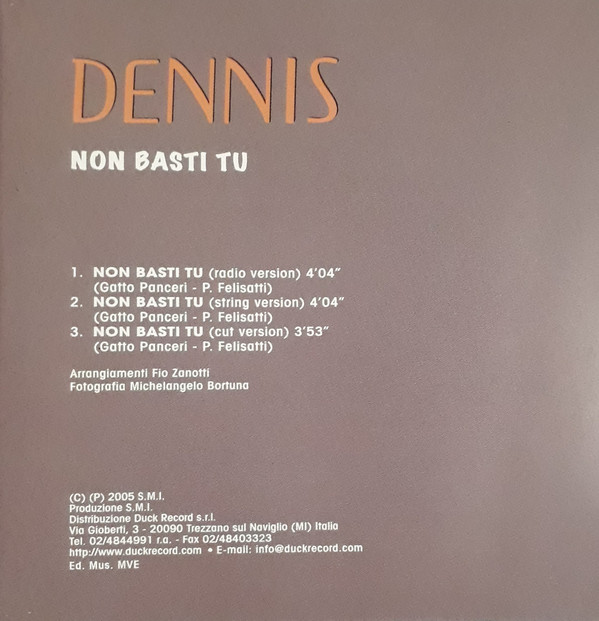 DENNIS
NON BASTI TU
1. NON BASTI TU (radio version) 4'04"
(Gatto Panceri - P. Felisatti)
2. NON BASTI TU (string version) 4'04"
(Gatto Panceri - P. Felisatti)
3. NON BASTI TU (cut version) 3'53"
(Gatto Panceri - P. Felisatti)
Arrangiamenti Fio Zanotti
Fotografia Michelangelo Bortuna
(C) (P) 2005 S.M.I.
Produzione S.M.I.
Distribuzione Duck Record s.r.l.
Via Gioberti, 3 - 20090 Trezzano sul Naviglio (MI) Italia
Tel. 02/4844991 r.a. - Fax 02/48403323
http://www.duckrecord.com • E-mail: info@duckrecord.com
Ed. Mus. MVE